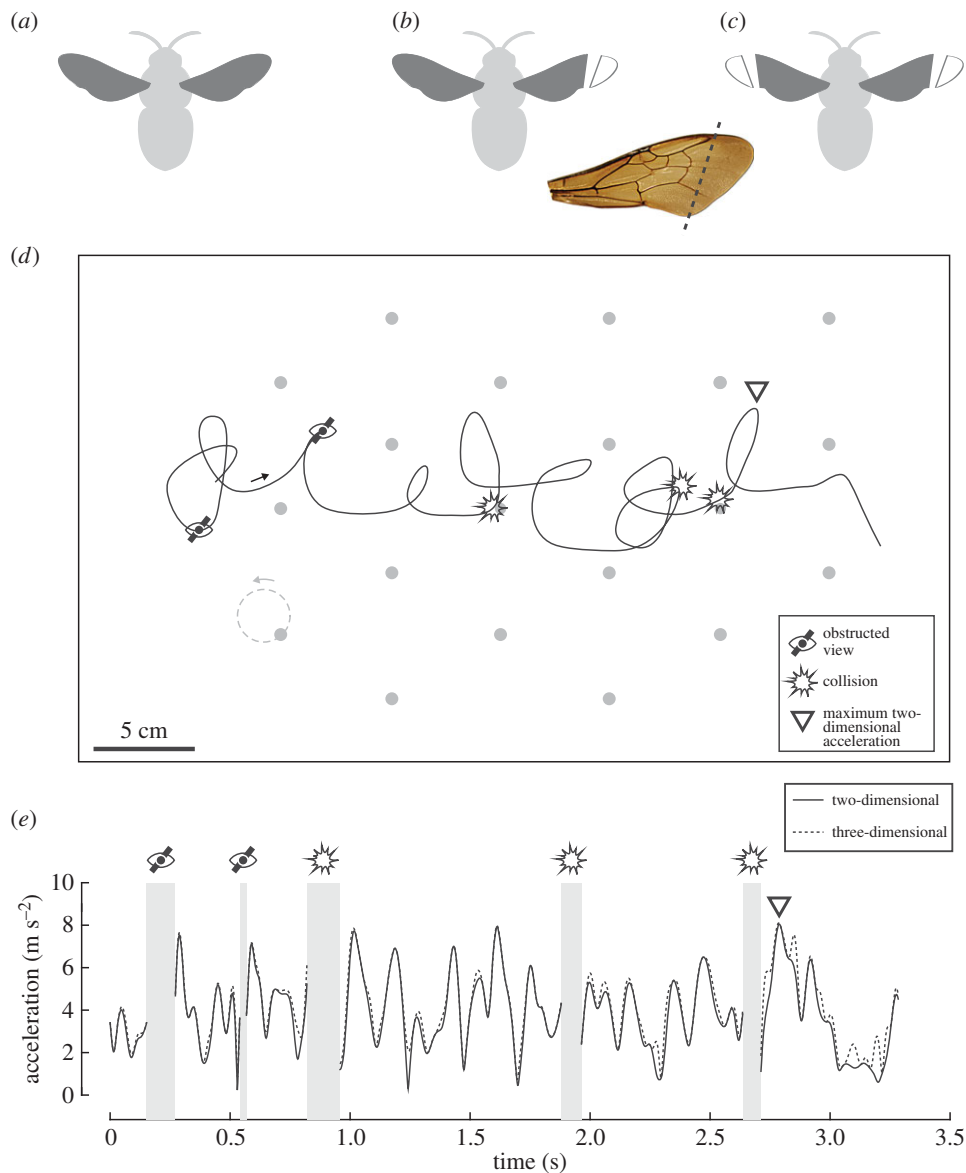 (a)
(b)
(c)
(d)
obstructed
view
collision
maximum two-
dimensional
acceleration
5 cm
two-dimensional
three-dimensional
(e)
10
8
6
4
2
0
acceleration (m s⁻²)
0
0.5
1.0
1.5
2.0
2.5
3.0
3.5
time (s)